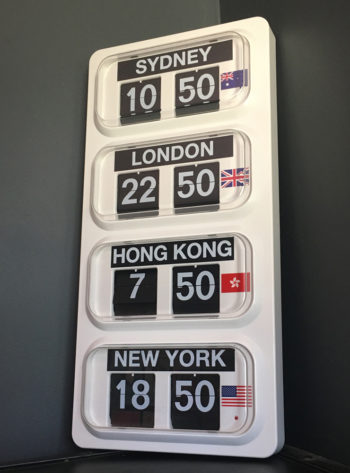 SYDNEY
10 50
LONDON
22 50
HONG KONG
7 50
NEW YORK
18 50